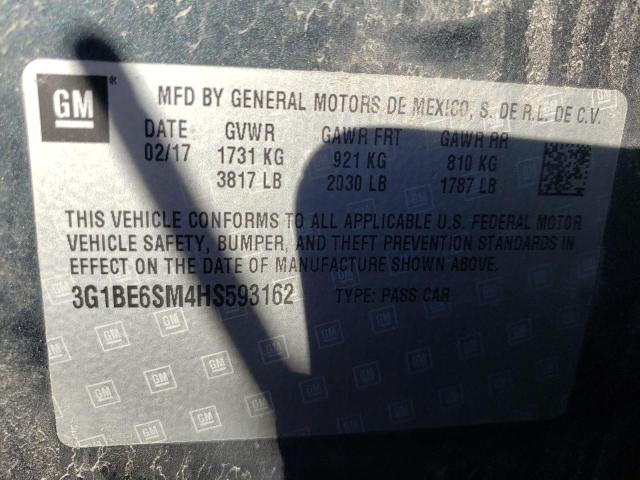 GM
MFD BY GENERAL MOTORS DE MEXICO, S. DE R.L. DE C.V.
DATE GVWR GAWR FRT GAWR RR
02/17 1731 KG 921 KG 810 KG
3817 LB 2030 LB 1787 LB
THIS VEHICLE CONFORMS TO ALL APPLICABLE U.S. FEDERAL MOTOR
VEHICLE SAFETY, BUMPER, AND THEFT PREVENTION STANDARDS IN
EFFECT ON THE DATE OF MANUFACTURE SHOWN ABOVE.
3G1BE6SM4HS593162 TYPE: PASS CAR